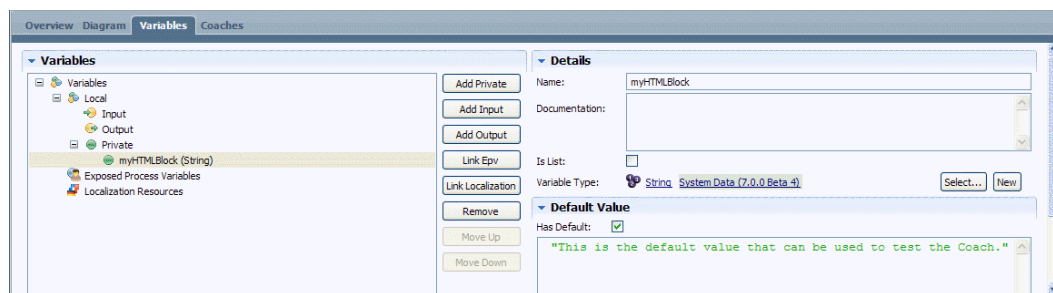 Overview Diagram Variables Coaches
Variables
Variables
Local
Input
Output
Private
myHTMLBlock (String)
Exposed Process Variables
Localization Resources
Add Private
Add Input
Add Output
Link Epv
Link Localization
Remove
Move Up
Move Down
Details
Name: myHTMLBlock
Documentation:
Is List:
Variable Type: String System Data (7.0.0 Beta 4) Select... New
Default Value
Has Default:
"This is the default value that can be used to test the Coach."